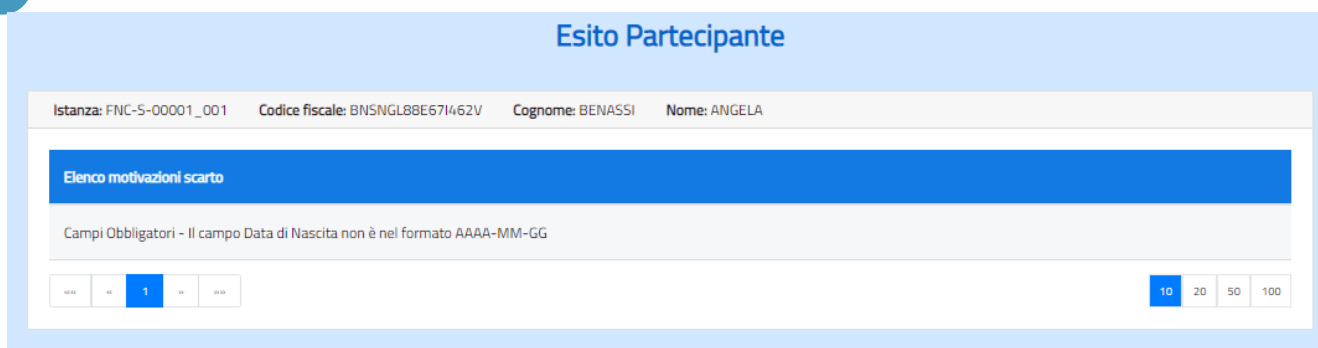 Esito Partecipante
Istanza: FNC-S-00001_001 Codice fiscale: BNSNGL88E67I462V Cognome: BENASSI Nome: ANGELA
Elenco motivazioni scarto
Campi Obbligatori - Il campo Data di Nascita non è nel formato AAAA-MM-GG
«« « 1 » »» 10 20 50 100